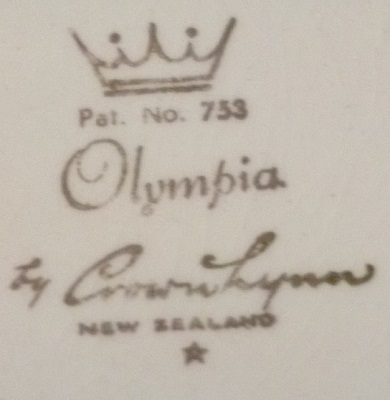 Pat. No. 753
Olympia
by Crown Lynn
NEW ZEALAND